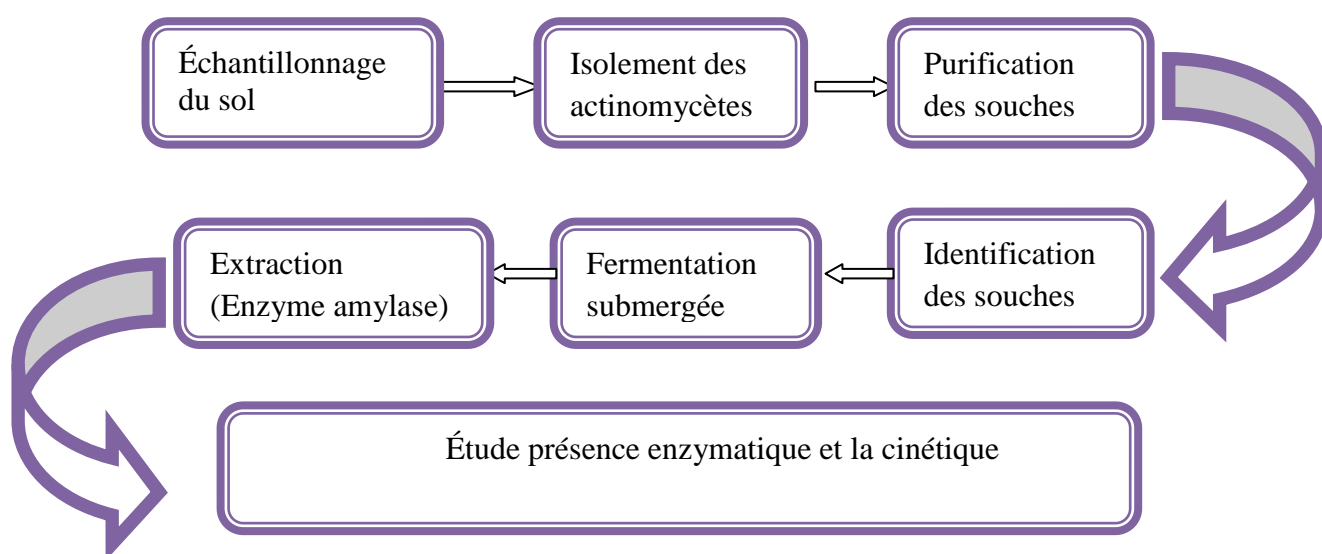 Échantillonnage
du sol
Isolement des
actinomycètes
Purification
des souches
Identification
des souches
Fermentation
submergée
Extraction
(Enzyme amylase)
Étude présence enzymatique et la cinétique